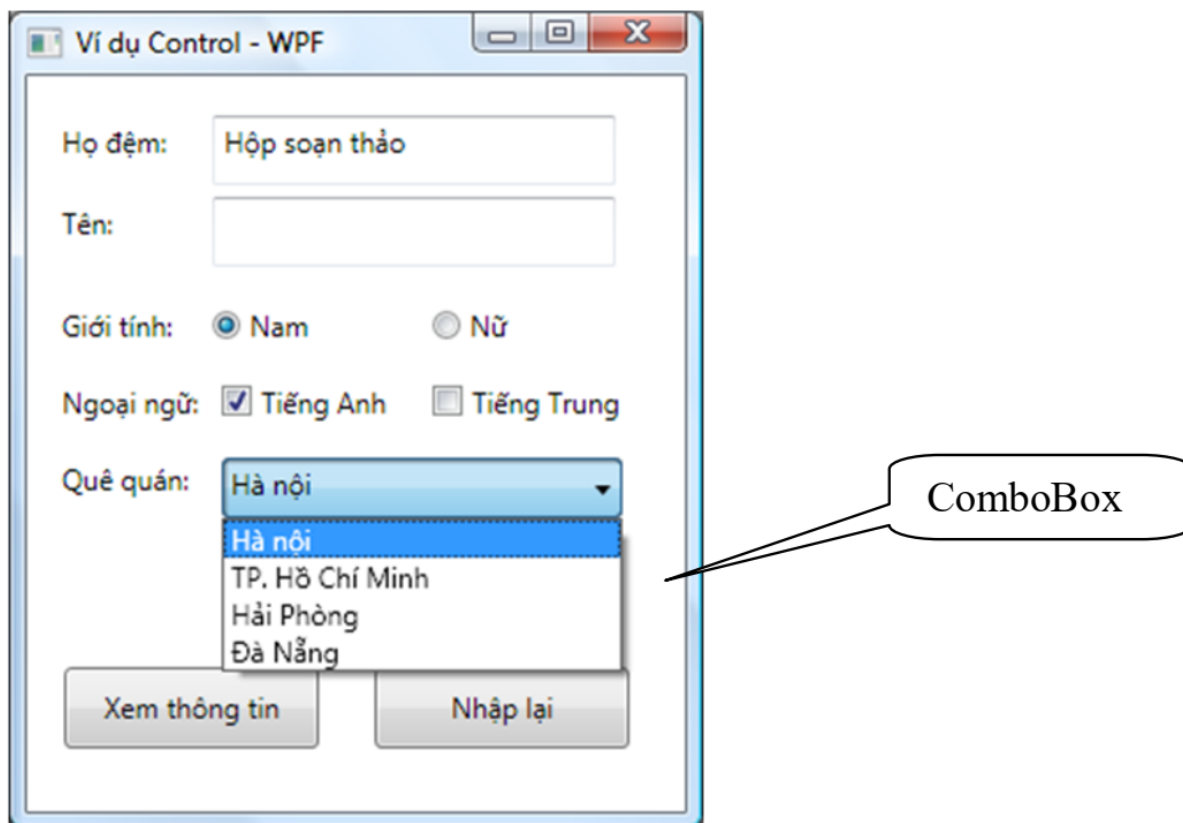 Ví dụ Control - WPF
Họ đệm: Hộp soạn thảo
Tên:
Giới tính: Nam Nữ
Ngoại ngữ: Tiếng Anh Tiếng Trung
Quê quán: Hà nội
ComboBox
Hà nội
TP. Hồ Chí Minh
Hải Phòng
Đà Nẵng
Xem thông tin Nhập lại